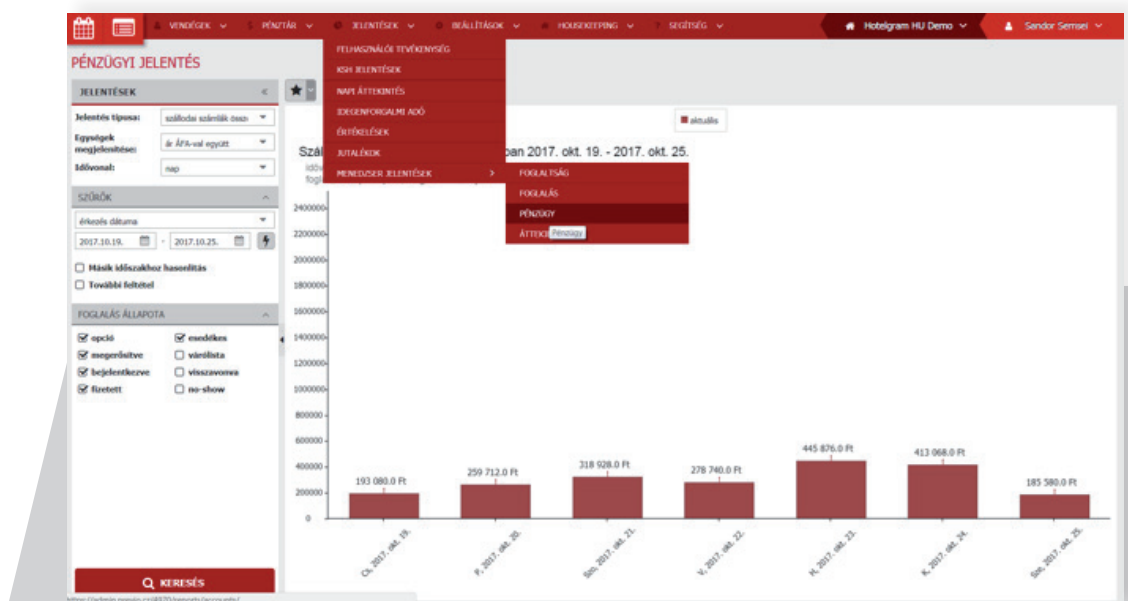 VENDÉGEK PÉNZTÁR JELENTÉSEK BEÁLLÍTÁSOK HOUSEKEEPING SEGÍTSÉG Hotelgram HU Demo Sandor Semsei
PÉNZÜGYI JELENTÉS
FELHASZNÁLÓI TEVÉKENYSÉG
KSH JELENTÉSEK
NAPI ÁTTEKINTÉS
IDEGENFORGALMI ADÓ
ÉRTÉKELÉSEK
JUTALÉKOK
MENEDZSER JELENTÉSEK >
FOGLALTSÁG
FOGLALÁS
PÉNZÜGY
Pénzügy
JELENTÉSEK «
Jelentés típusa: szállodai számlák
Egységek
megjelenítése: ár ÁFA-val együtt
Idővonal: nap
SZŰRŐK
érkezés dátuma
2017.10.19. - 2017.10.25.
Másik időszakhoz hasonlítás
További feltétel
FOGLALÁS ÁLLAPOTA
opció esedékes
megerősítve várólista
bejelentkezve visszavonva
fizetett no-show
KERESÉS
aktuális
2017. okt. 19. - 2017. okt. 25.
2400000
2200000
2000000
1800000
1600000
1400000
1200000
1000000
800000
600000
400000
200000
0
193 080.0 Ft
259 712.0 Ft
318 928.0 Ft
278 740.0 Ft
445 876.0 Ft
413 068.0 Ft
185 580.0 Ft
Cs, 2017. okt. 19.
P, 2017. okt. 20.
Szo, 2017. okt. 21.
V, 2017. okt. 22.
H, 2017. okt. 23.
K, 2017. okt. 24.
Sze, 2017. okt. 25.